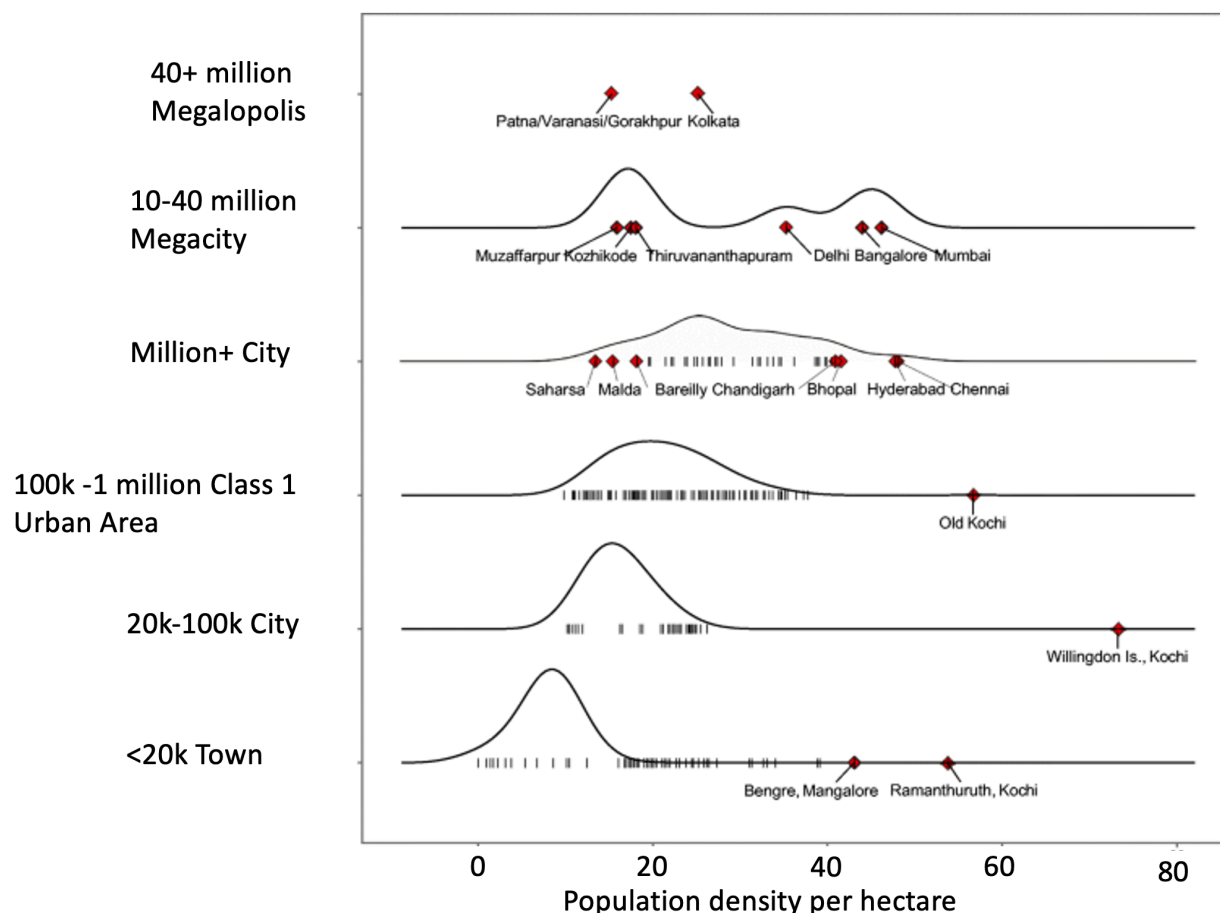 40+ million
Megalopolis
Patna/Varanasi/Gorakhpur Kolkata
10-40 million
Megacity
Muzaffarpur Kozhikode Thiruvananthapuram Delhi Bangalore Mumbai
Million+ City
Saharsa Malda Bareilly Chandigarh Bhopal Hyderabad Chennai
100k -1 million Class 1
Urban Area
Old Kochi
20k-100k City
Willingdon Is., Kochi
<20k Town
Bengre, Mangalore Ramanthuruth, Kochi
0 20 40 60 80
Population density per hectare